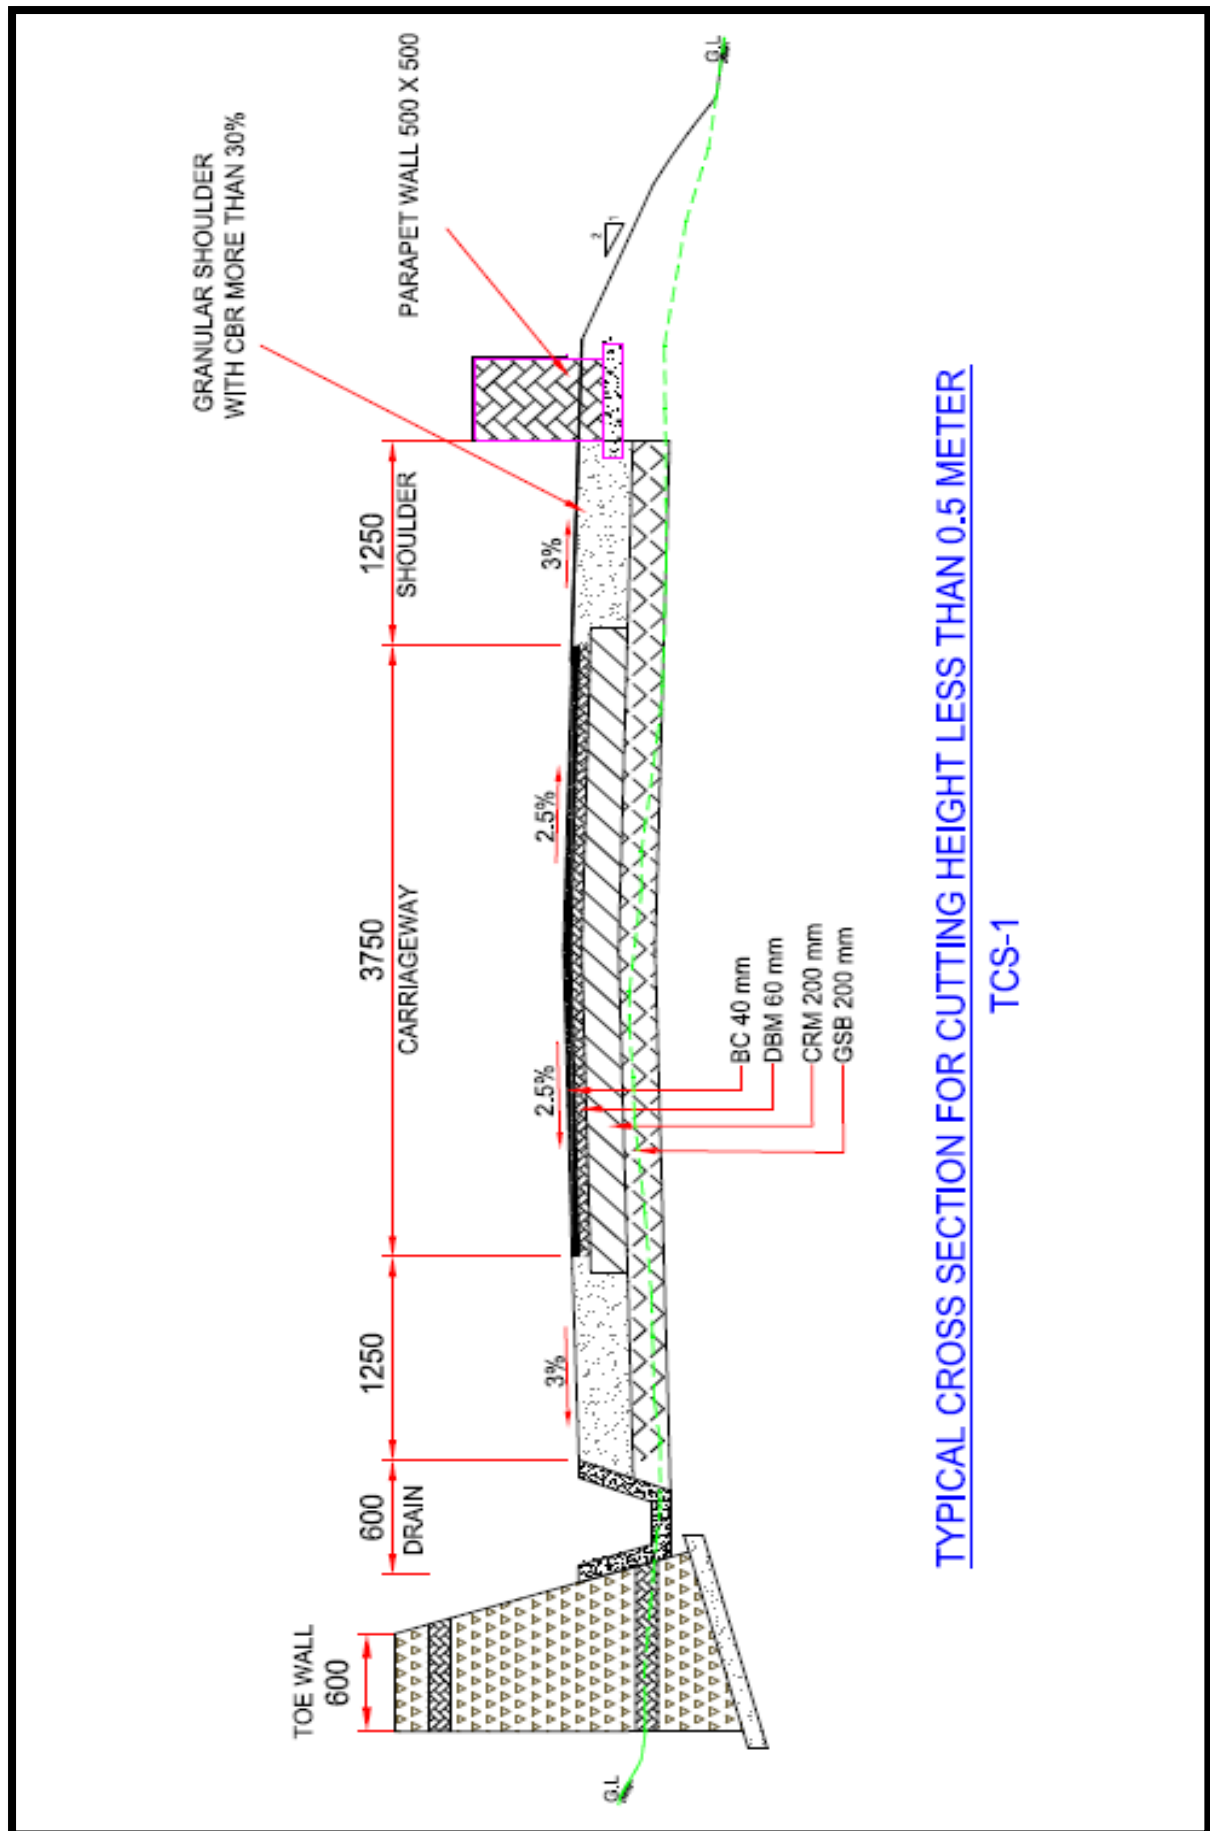 TOE WALL
600
600
DRAIN
1250
3750
CARRIAGEWAY
1250
SHOULDER
GRANULAR SHOULDER
WITH CBR MORE THAN 30%
PARAPET WALL 500 X 500
3%
2.5%
2.5%
3%
2
1
G.L
G.L
BC 40 mm
DBM 60 mm
CRM 200 mm
GSB 200 mm
TYPICAL CROSS SECTION FOR CUTTING HEIGHT LESS THAN 0.5 METER
TCS-1